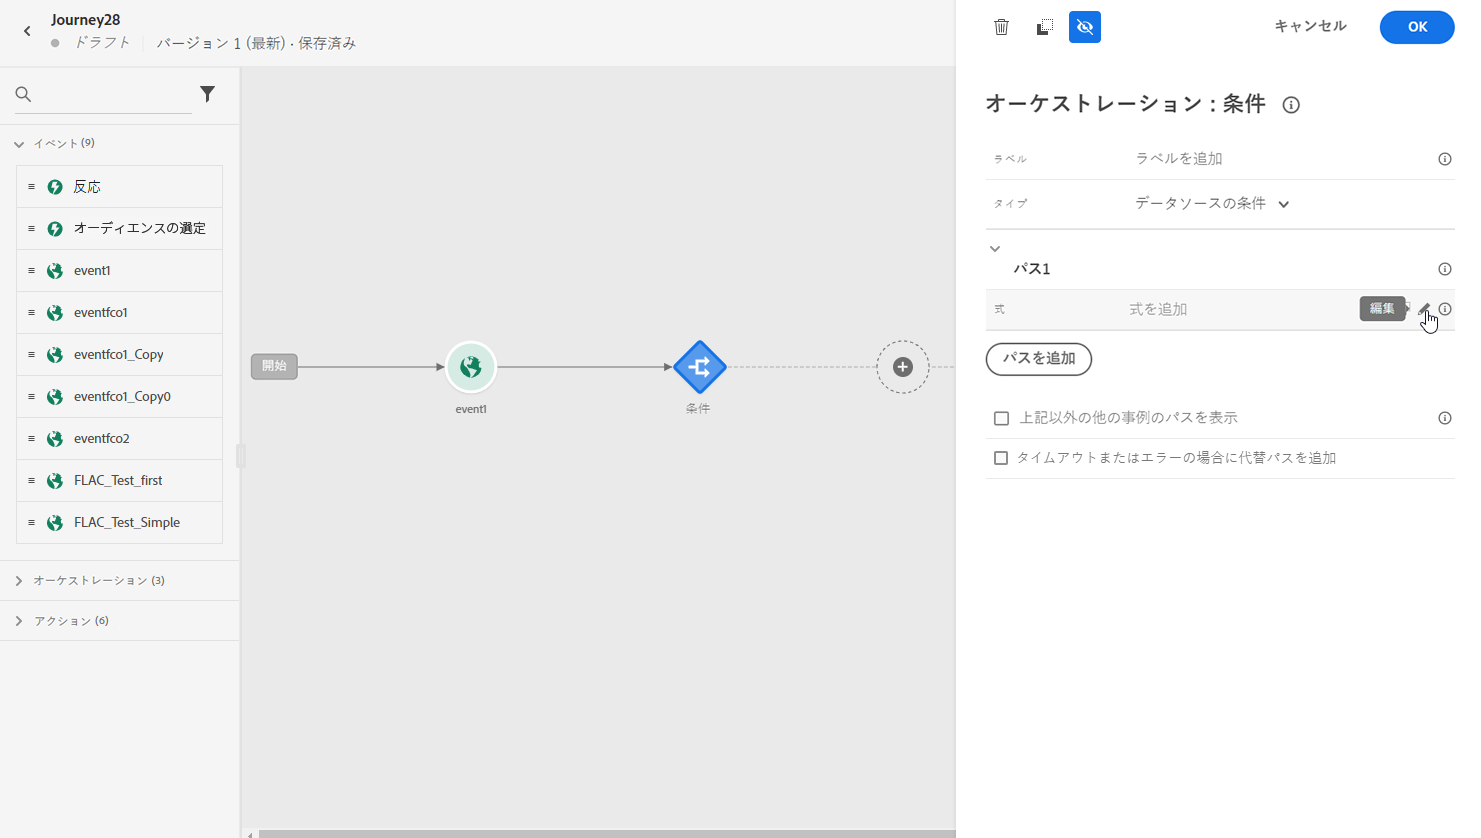 Journey28
ドラフト バージョン 1 (最新) · 保存済み
イベント (9)
反応
オーディエンスの選定
event1
eventfco1
eventfco1_Copy
eventfco1_Copy0
eventfco2
FLAC_Test_first
FLAC_Test_Simple
オーケストレーション (3)
アクション (6)
開始
event1
条件
キャンセル OK
オーケストレーション : 条件
ラベル ラベルを追加
タイプ データソースの条件
パス1
式 式を追加 編集
パスを追加
上記以外の他の事例のパスを表示
タイムアウトまたはエラーの場合に代替パスを追加